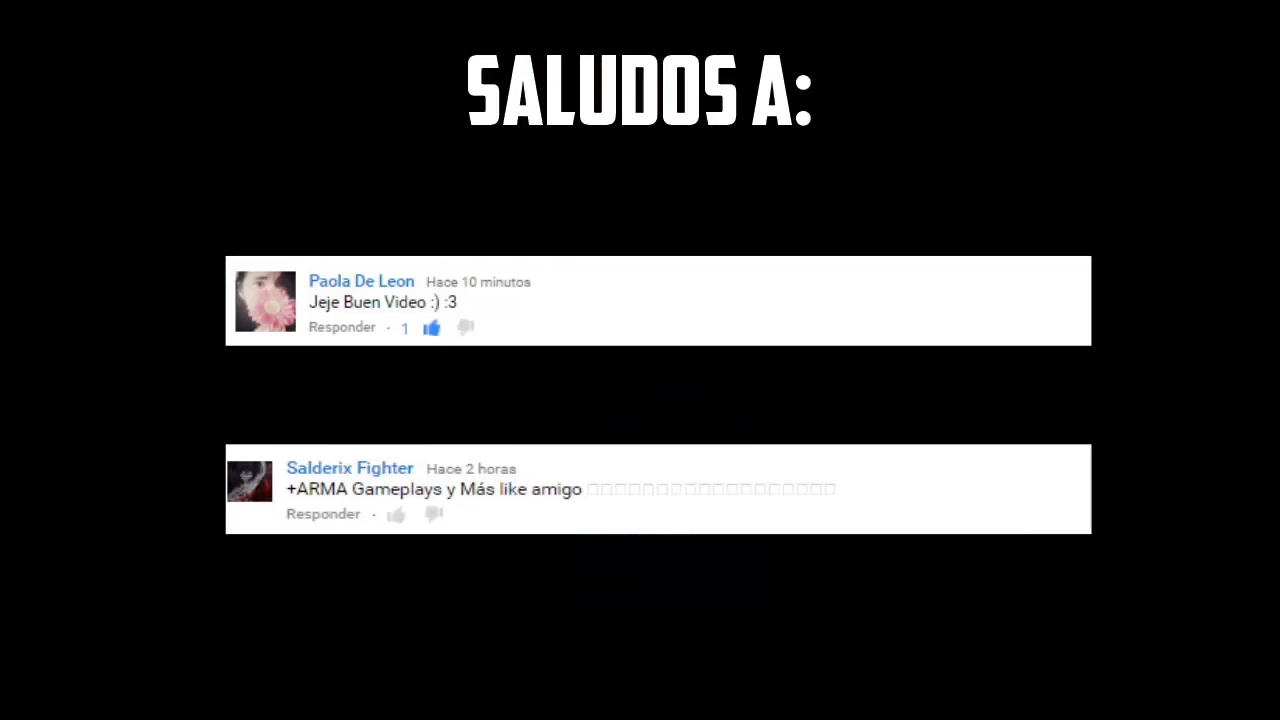 SALUDOS A:
Paola De Leon Hace 10 minutos
Jeje Buen Video :) :3
Responder · 1
Salderix Fighter Hace 2 horas
+ARMA Gameplays y Más like amigo □□□□□□□□□□□□□□□□□□
Responder ·